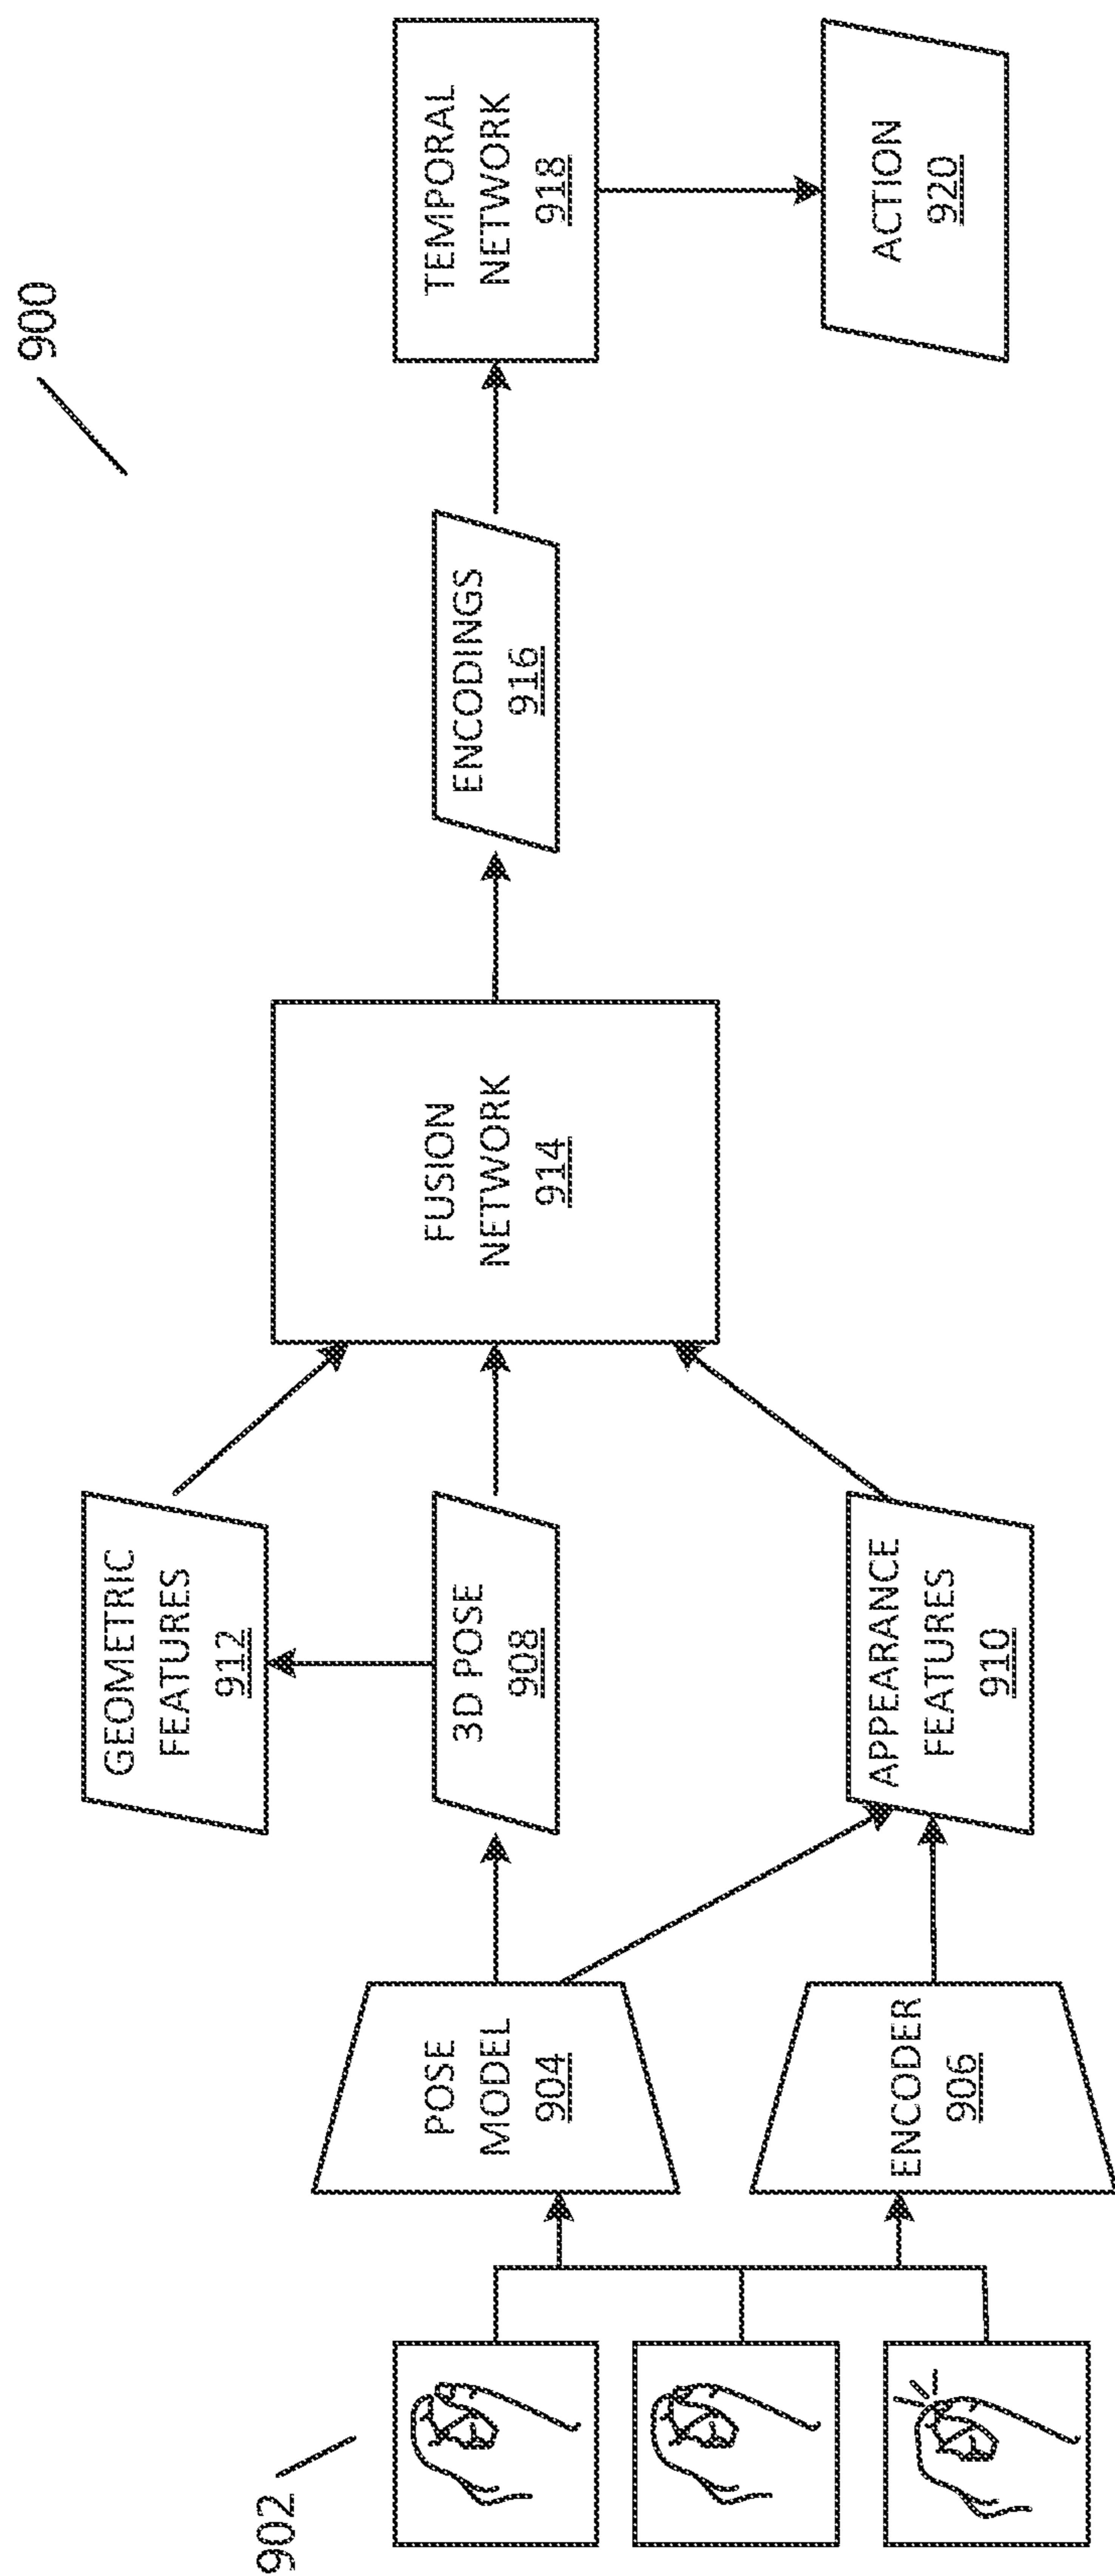 900
902
POSE
MODEL
904
ENCODER
906
GEOMETRIC
FEATURES
912
3D POSE
908
APPEARANCE
FEATURES
910
FUSION
NETWORK
914
ENCODINGS
916
TEMPORAL
NETWORK
918
ACTION
920